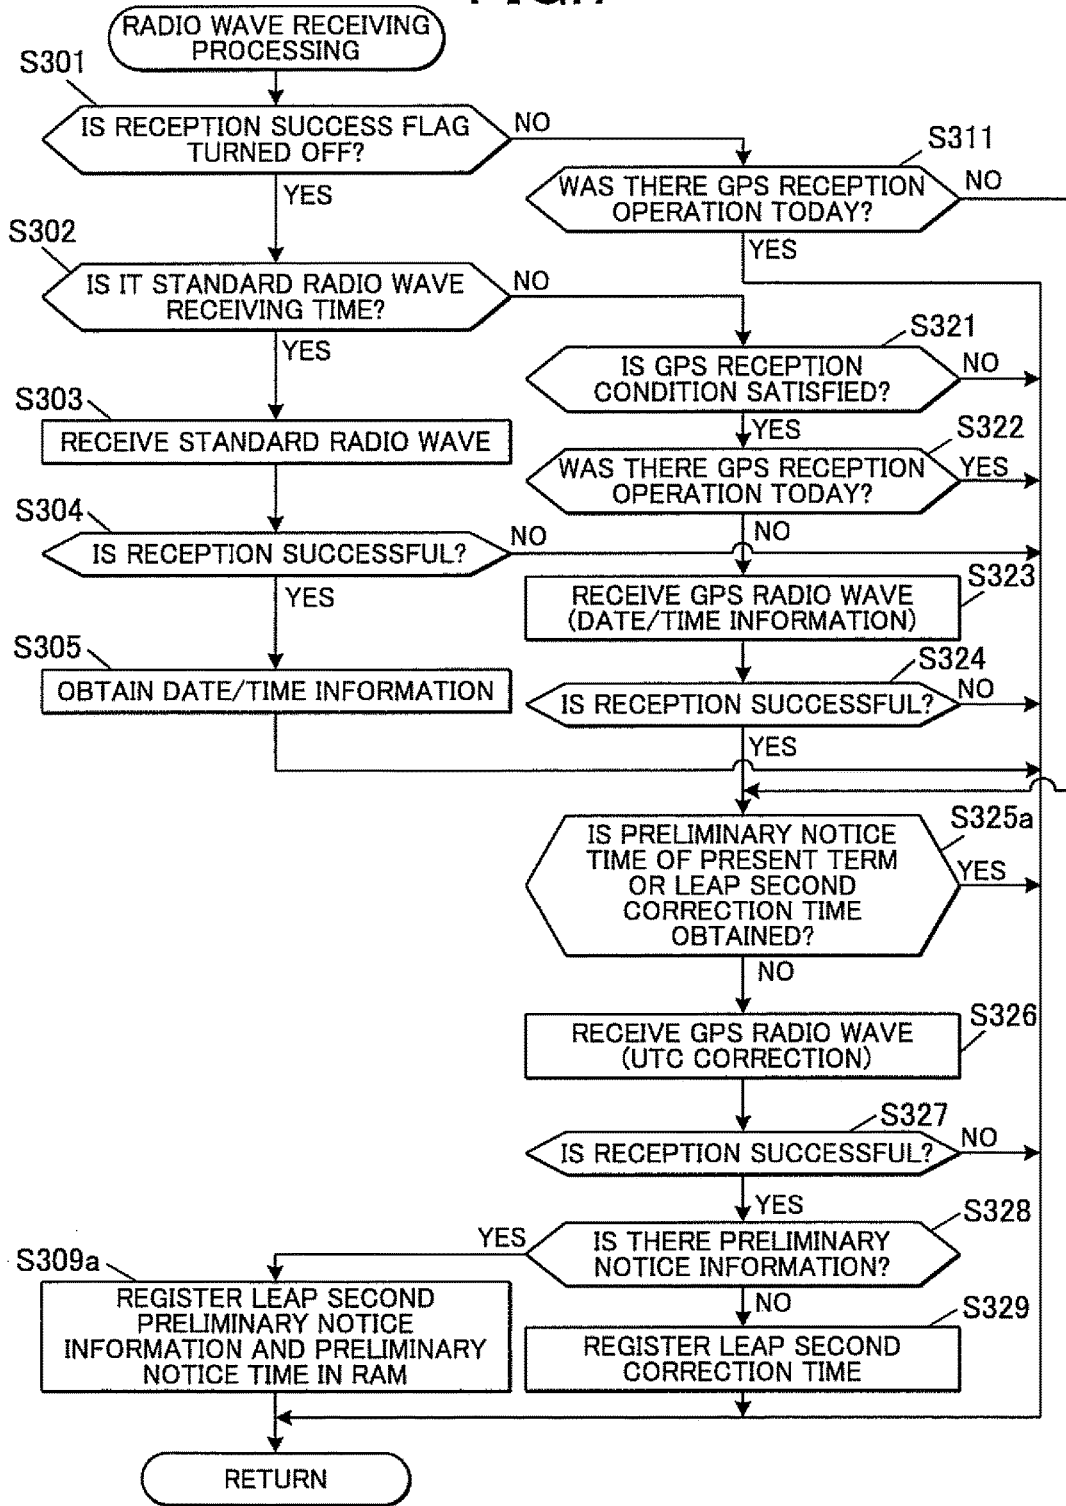 RADIO WAVE RECEIVING
PROCESSING
S301
IS RECEPTION SUCCESS FLAG
TURNED OFF?
NO
YES
S311
WAS THERE GPS RECEPTION
OPERATION TODAY?
NO
YES
S302
IS IT STANDARD RADIO WAVE
RECEIVING TIME?
NO
YES
S321
IS GPS RECEPTION
CONDITION SATISFIED?
NO
YES
S303
RECEIVE STANDARD RADIO WAVE
S322
WAS THERE GPS RECEPTION
OPERATION TODAY?
YES
NO
S304
IS RECEPTION SUCCESSFUL?
NO
YES
S323
RECEIVE GPS RADIO WAVE
(DATE/TIME INFORMATION)
S305
OBTAIN DATE/TIME INFORMATION
S324
IS RECEPTION SUCCESSFUL?
NO
YES
S325a
IS PRELIMINARY NOTICE
TIME OF PRESENT TERM
OR LEAP SECOND
CORRECTION TIME
OBTAINED?
YES
NO
S326
RECEIVE GPS RADIO WAVE
(UTC CORRECTION)
S327
IS RECEPTION SUCCESSFUL?
NO
YES
S328
IS THERE PRELIMINARY
NOTICE INFORMATION?
YES
NO
S309a
REGISTER LEAP SECOND
PRELIMINARY NOTICE
INFORMATION AND PRELIMINARY
NOTICE TIME IN RAM
S329
REGISTER LEAP SECOND
CORRECTION TIME
RETURN